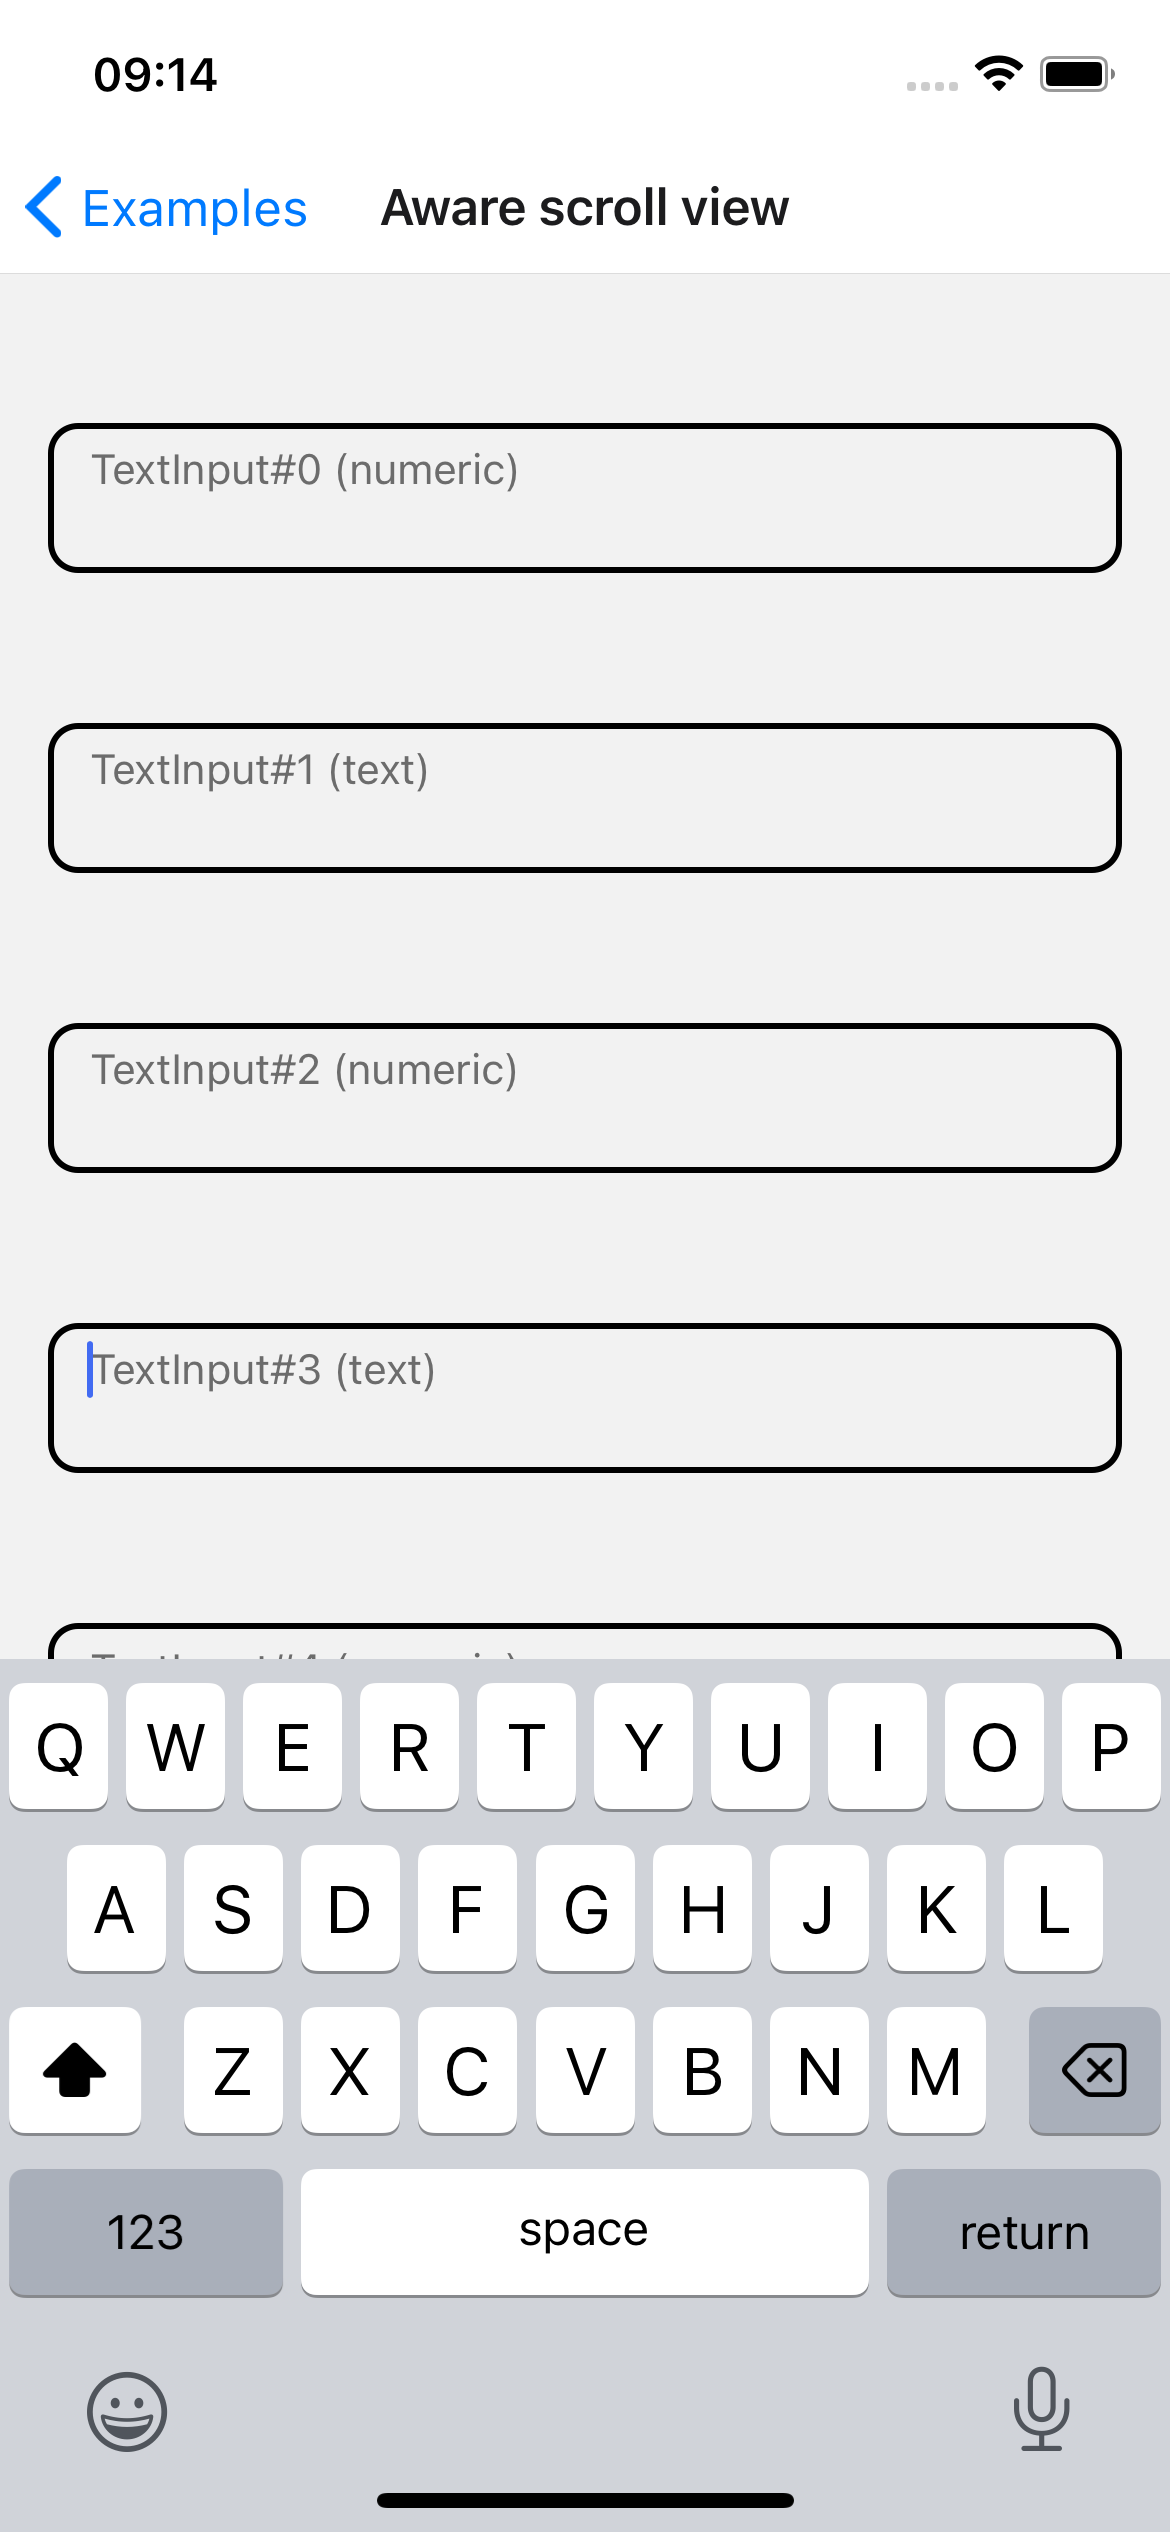 09:14
Examples
Aware scroll view
TextInput#0 (numeric)
TextInput#1 (text)
TextInput#2 (numeric)
TextInput#3 (text)
Q W E R T Y U I O P
A S D F G H J K L
Z X C V B N M
123 space return